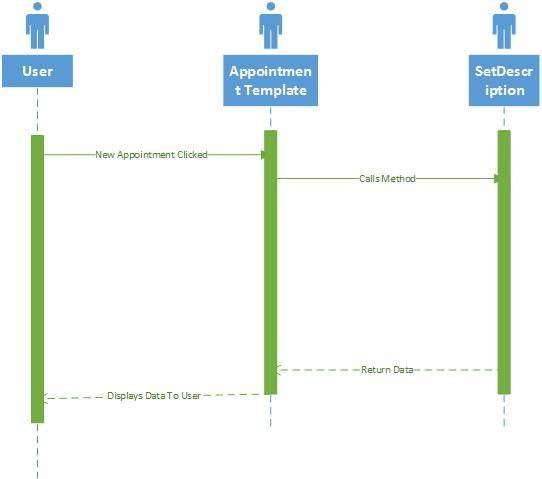 User
Appointmen
t Template
SetDescr
iption
New Appointment Clicked
Calls Method
Return Data
Displays Data To User